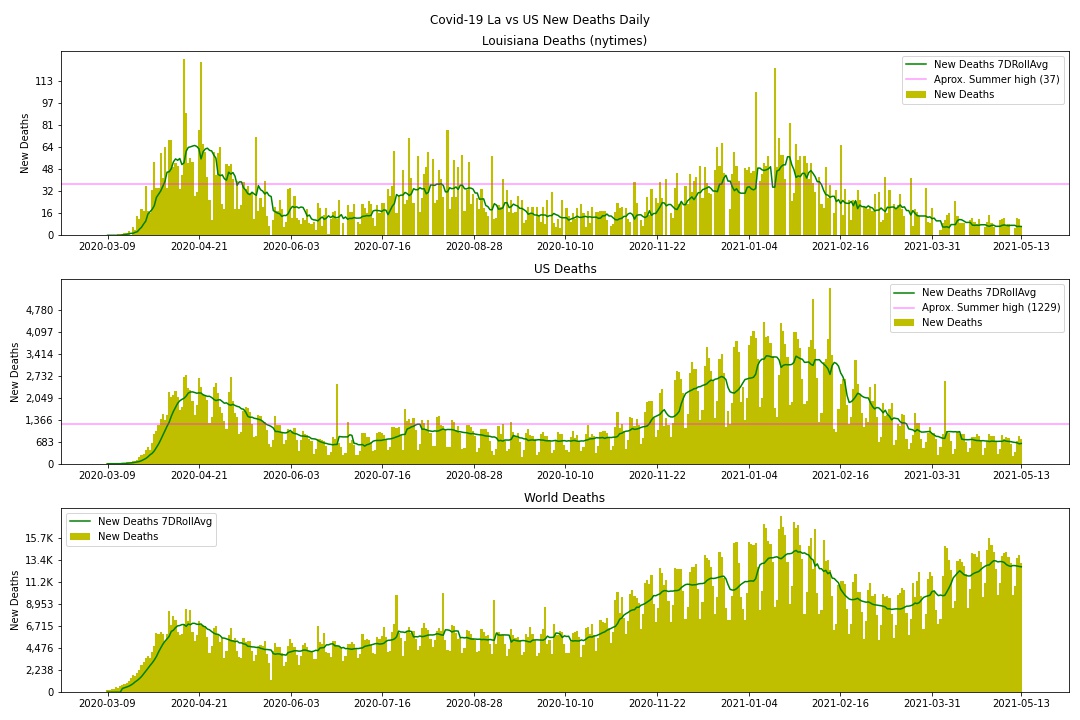 Covid-19 La vs US New Deaths Daily
Louisiana Deaths (nytimes)
New Deaths 7DRollAvg
Aprox. Summer high (37)
New Deaths
New Deaths
113
97
81
64
48
32
16
0
2020-03-09 2020-04-21 2020-06-03 2020-07-16 2020-08-28 2020-10-10 2020-11-22 2021-01-04 2021-02-16 2021-03-31 2021-05-13
US Deaths
New Deaths 7DRollAvg
Aprox. Summer high (1229)
New Deaths
New Deaths
4,780
4,097
3,414
2,732
2,049
1,366
683
0
2020-03-09 2020-04-21 2020-06-03 2020-07-16 2020-08-28 2020-10-10 2020-11-22 2021-01-04 2021-02-16 2021-03-31 2021-05-13
World Deaths
New Deaths 7DRollAvg
New Deaths
New Deaths
15.7K
13.4K
11.2K
8,953
6,715
4,476
2,238
0
2020-03-09 2020-04-21 2020-06-03 2020-07-16 2020-08-28 2020-10-10 2020-11-22 2021-01-04 2021-02-16 2021-03-31 2021-05-13